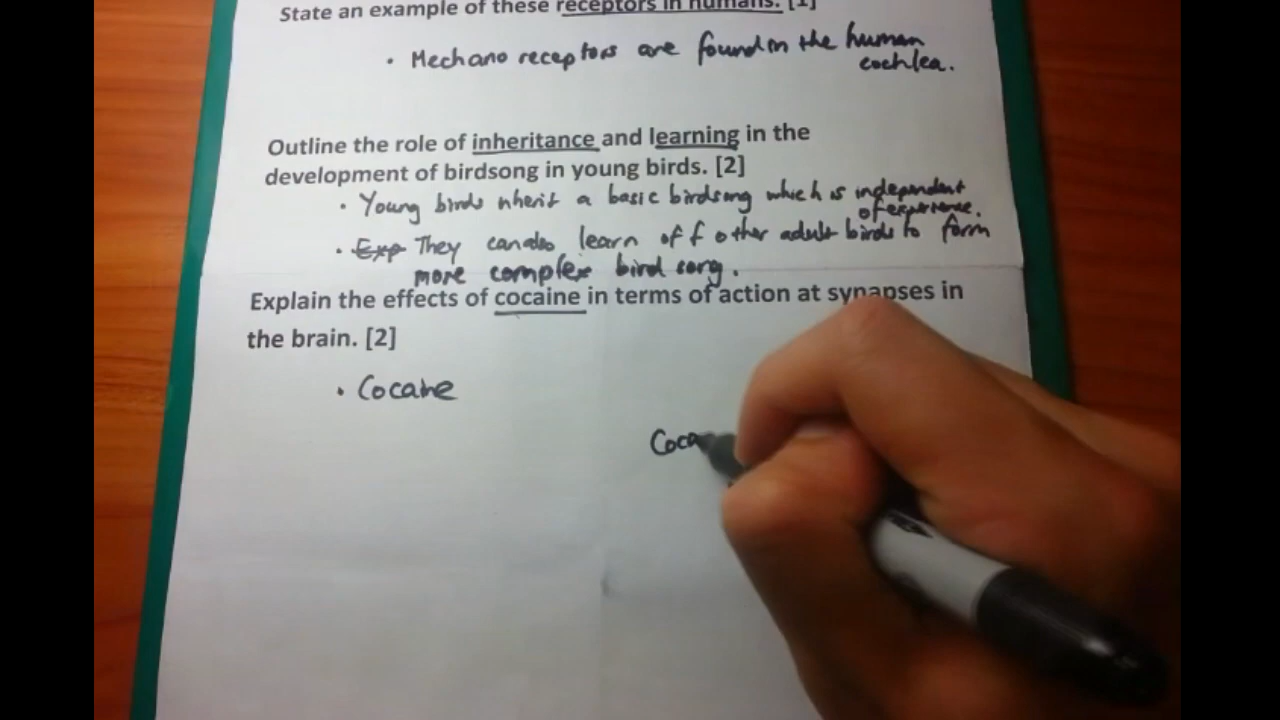 State an example of these receptors in humans. [1]
• Mechano receptors are found in the human
cochlea.
Outline the role of inheritance and learning in the
development of birdsong in young birds. [2]
• Young birds nherit a basic birdsong which is independent
of experience.
• Exp They can also learn off other adult birds to form
more complex bird song.
Explain the effects of cocaine in terms of action at synapses in
the brain. [2]
• Cocaine
Coca